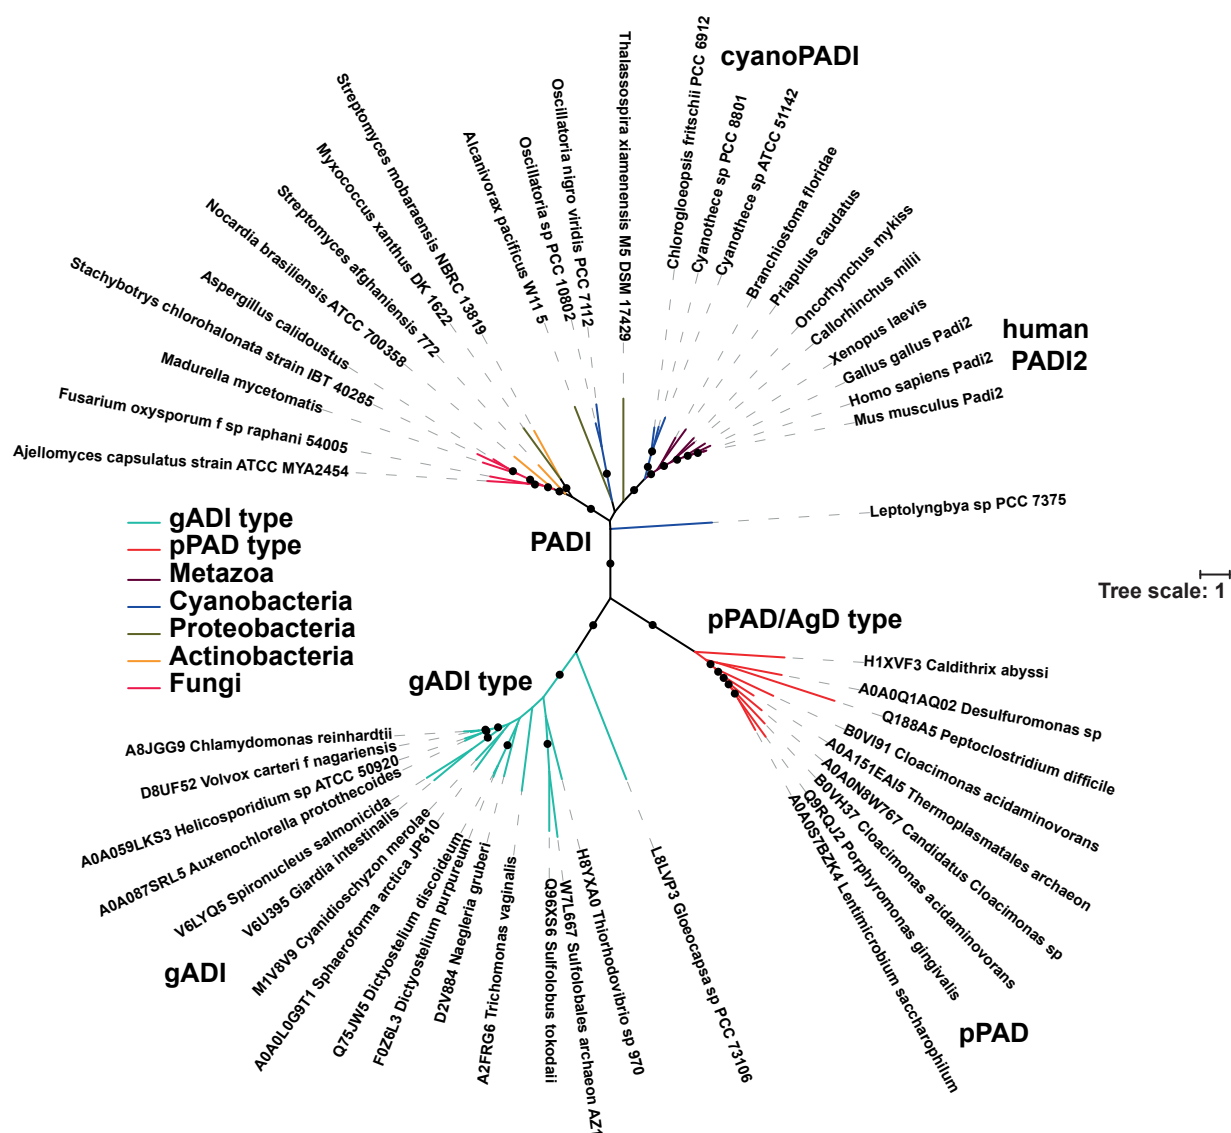 cyanoPADI
human
PADI2
Thalassospira xiamenensis M5 DSM 17429
Chlorogloeopsis fritschii PCC 6912
Cyanothece sp PCC 8801
Cyanothece sp ATCC 51142
Branchiostoma floridae
Priapulus caudatus
Oncorhynchus mykiss
Callorhinchus milii
Xenopus laevis
Gallus gallus Padi2
Homo sapiens Padi2
Mus musculus Padi2
Leptolyngbya sp PCC 7375
Oscillatoria nigro viridis PCC 7112
Oscillatoria sp PCC 10802
Alcanivorax pacificus W11 5
Streptomyces mobaraensis NBRC 13819
Myxococcus xanthus DK 1622
Streptomyces afghaniensis 772
Nocardia brasiliensis ATCC 700358
Aspergillus calidoustus
Stachybotrys chlorohalonata strain IBT 40285
Madurella mycetomatis
Fusarium oxysporum f sp raphani 54005
Ajellomyces capsulatus strain ATCC MYA2454
PADI
gADI type
pPAD type
Metazoa
Cyanobacteria
Proteobacteria
Actinobacteria
Fungi
Tree scale: 1
pPAD/AgD type
H1XVF3 Caldithrix abyssi
A0A0Q1AQ02 Desulfuromonas sp
Q188A5 Peptoclostridium difficile
B0VI91 Cloacimonas acidaminovorans
A0A151EAI5 Thermoplasmatales archaeon
A0A0N8W767 Candidatus Cloacimonas sp
B0VH37 Cloacimonas acidaminovorans
Q9RQJ2 Porphyromonas gingivalis
A0A0S7BZK4 Lentimicrobium saccharophilum
pPAD
gADI type
A8JGG9 Chlamydomonas reinhardtii
D8UF52 Volvox carteri f nagariensis
A0A059LKS3 Helicosporidium sp ATCC 50920
A0A087SRL5 Auxenochlorella protothecoides
V6LYQ5 Spironucleus salmonicida
V6U395 Giardia intestinalis
M1V8V9 Cyanidioschyzon merolae
A0A0L0G9T1 Sphaeroforma arctica JP610
Q75JW5 Dictyostelium discoideum
F0Z6L3 Dictyostelium purpureum
D2V884 Naegleria gruberi
A2FRG6 Trichomonas vaginalis
Q96XS6 Sulfolobus tokodaii
W7L667 Sulfolobales archaeon AZ1
H8YXA0 Thiorhodovibrio sp 970
L8LVP3 Gloeocapsa sp PCC 73106
gADI